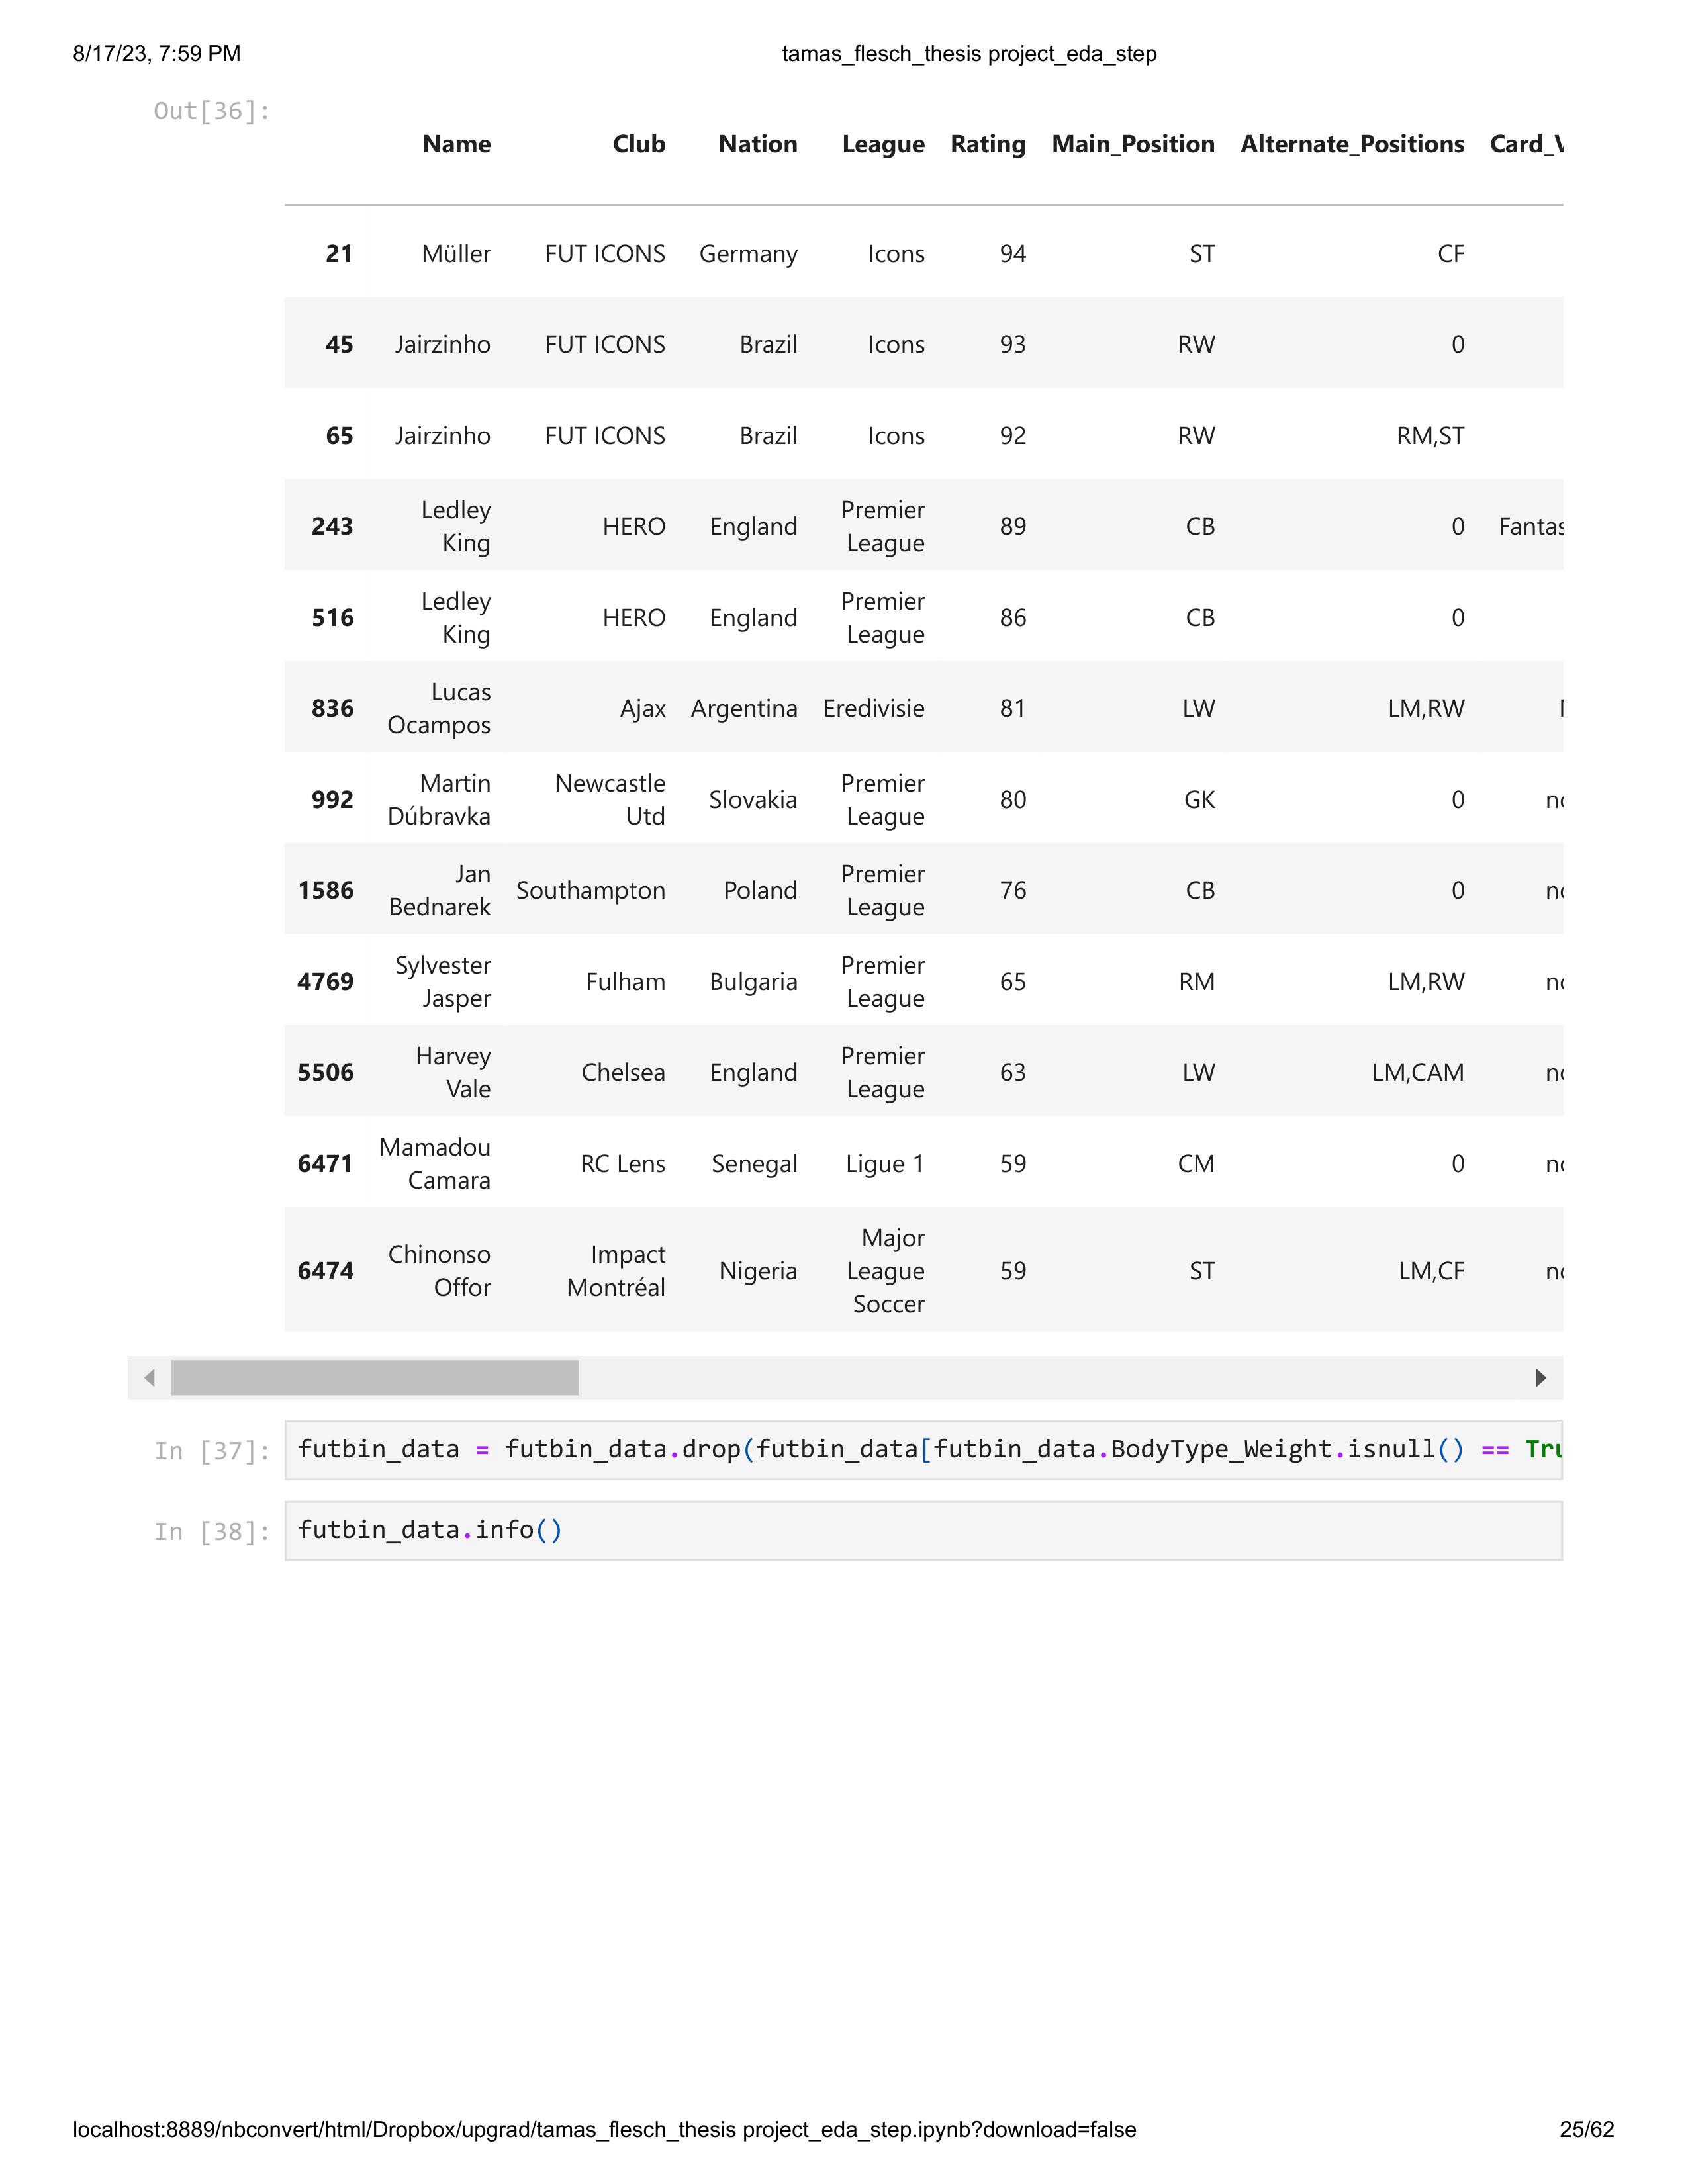 8/17/23, 7:59 PM tamas_flesch_thesis project_eda_step
Out[36]:
Name Club Nation League Rating Main_Position Alternate_Positions Card_V
21 Müller FUT ICONS Germany Icons 94 ST CF
45 Jairzinho FUT ICONS Brazil Icons 93 RW 0
65 Jairzinho FUT ICONS Brazil Icons 92 RW RM,ST
243 Ledley King HERO England Premier League 89 CB 0 Fantas
516 Ledley King HERO England Premier League 86 CB 0
836 Lucas Ocampos Ajax Argentina Eredivisie 81 LW LM,RW
992 Martin Dúbravka Newcastle Utd Slovakia Premier League 80 GK 0 no
1586 Jan Bednarek Southampton Poland Premier League 76 CB 0 no
4769 Sylvester Jasper Fulham Bulgaria Premier League 65 RM LM,RW no
5506 Harvey Vale Chelsea England Premier League 63 LW LM,CAM no
6471 Mamadou Camara RC Lens Senegal Ligue 1 59 CM 0 no
6474 Chinonso Offor Impact Montréal Nigeria Major League Soccer 59 ST LM,CF no
In [37]: futbin_data = futbin_data.drop(futbin_data[futbin_data.BodyType_Weight.isnull() == Tru
In [38]: futbin_data.info()
localhost:8889/nbconvert/html/Dropbox/upgrad/tamas_flesch_thesis project_eda_step.ipynb?download=false 25/62